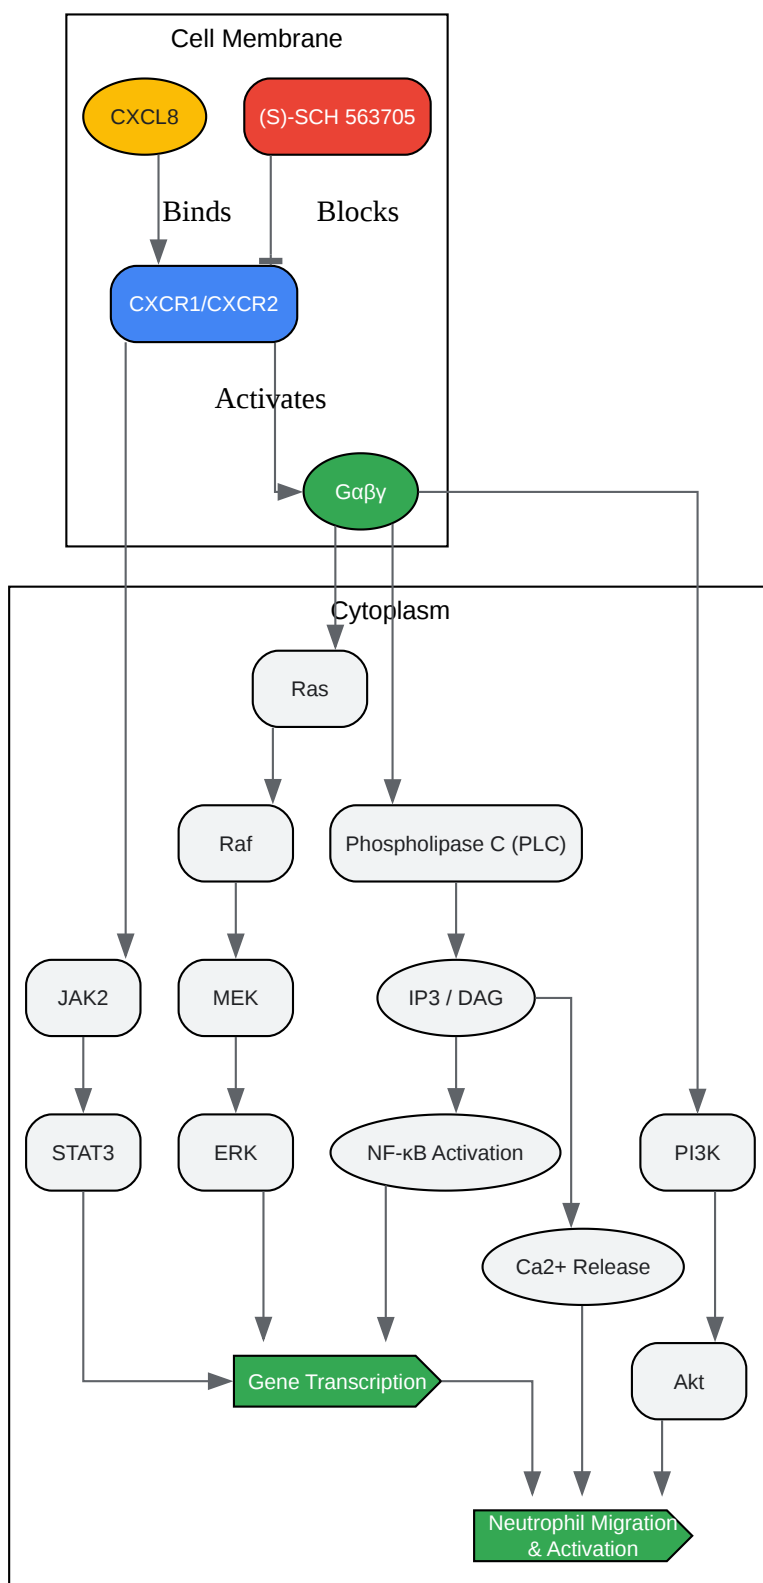 Cell Membrane
CXCL8
(S)-SCH 563705
Binds
Blocks
CXCR1/CXCR2
Activates
Gαβγ
Cytoplasm
Ras
Raf
Phospholipase C (PLC)
JAK2
MEK
IP3 / DAG
STAT3
ERK
NF-κB Activation
PI3K
Ca2+ Release
Gene Transcription
Akt
Neutrophil Migration
& Activation